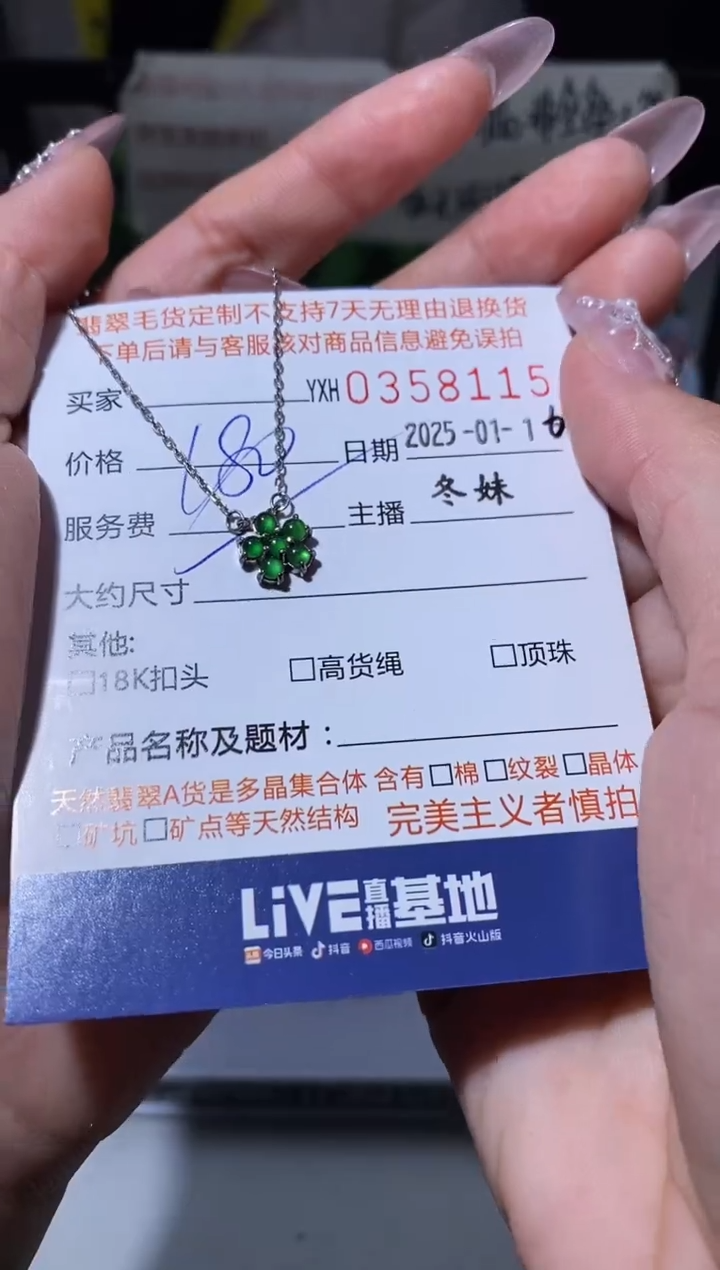 翡翠毛货定制不支持7天无理由退换货
下单后请与客服核对商品信息避免误拍
买家 YXH 0358115
价格 180 日期 2025-01-16
服务费 主播 冬妹
大约尺寸
其他:
□18K扣头 □高货绳 □顶珠
产品名称及题材：
天然翡翠A货是多晶集合体 含有□棉□纹裂□晶体
□矿坑□矿点等天然结构 完美主义者慎拍
LiVE直播基地
今日头条 抖音 西瓜视频 抖音火山版